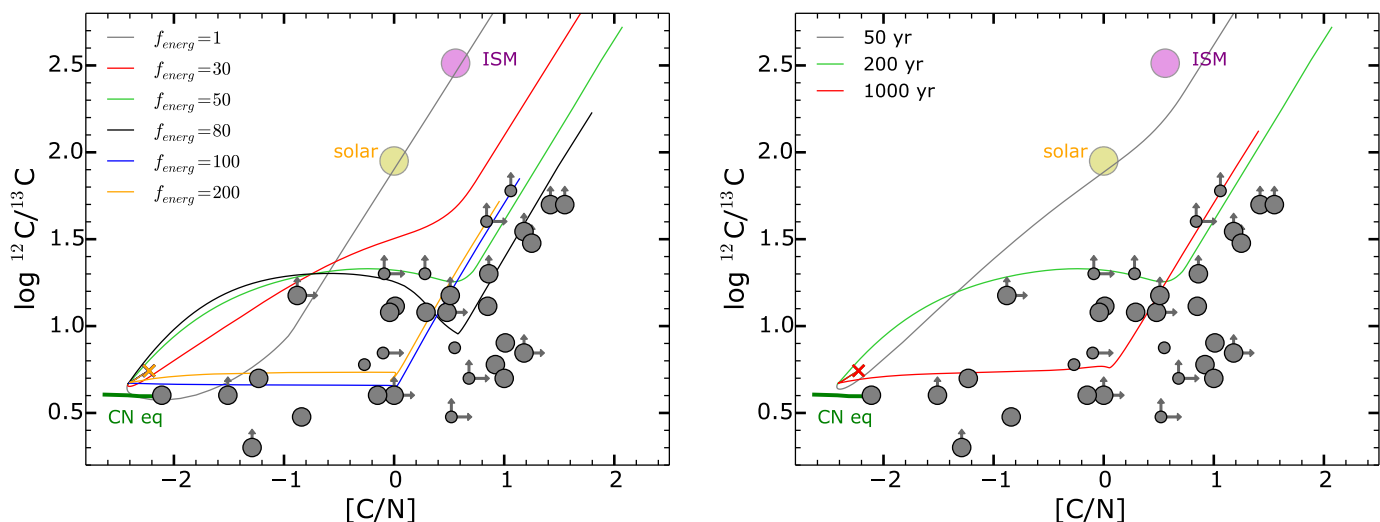 f_energ=1
f_energ=30
f_energ=50
f_energ=80
f_energ=100
f_energ=200
ISM
solar
CN eq
2.5
2.0
1.5
1.0
0.5
log ¹²C/¹³C
−2 −1 0 1 2
[C/N]
50 yr
200 yr
1000 yr
ISM
solar
CN eq
2.5
2.0
1.5
1.0
0.5
log ¹²C/¹³C
−2 −1 0 1 2
[C/N]